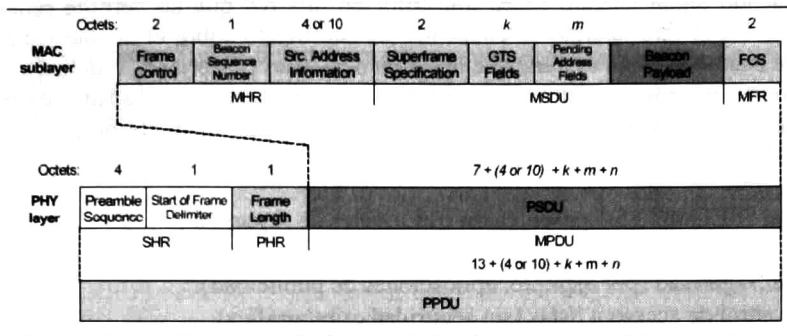 Octets: 2 1 4 or 10 2 k m 2
MAC sublayer
Frame Control
Beacon Sequence Number
Src. Address Information
Superframe Specification
GTS Fields
Pending Address Fields
Beacon Payload
FCS
MHR MSDU MFR
Octets: 4 1 1 7 + (4 or 10) + k + m + n
PHY layer
Preamble Sequence
Start of Frame Delimiter
Frame Length
PSDU
SHR PHR MPDU
13 + (4 or 10) + k + m + n
PPDU